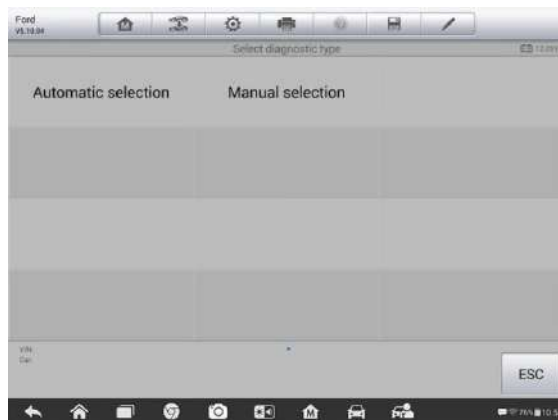 Ford
V5.10.04
Select diagnostic type
Automatic selection
Manual selection
VIN:
Car:
ESC